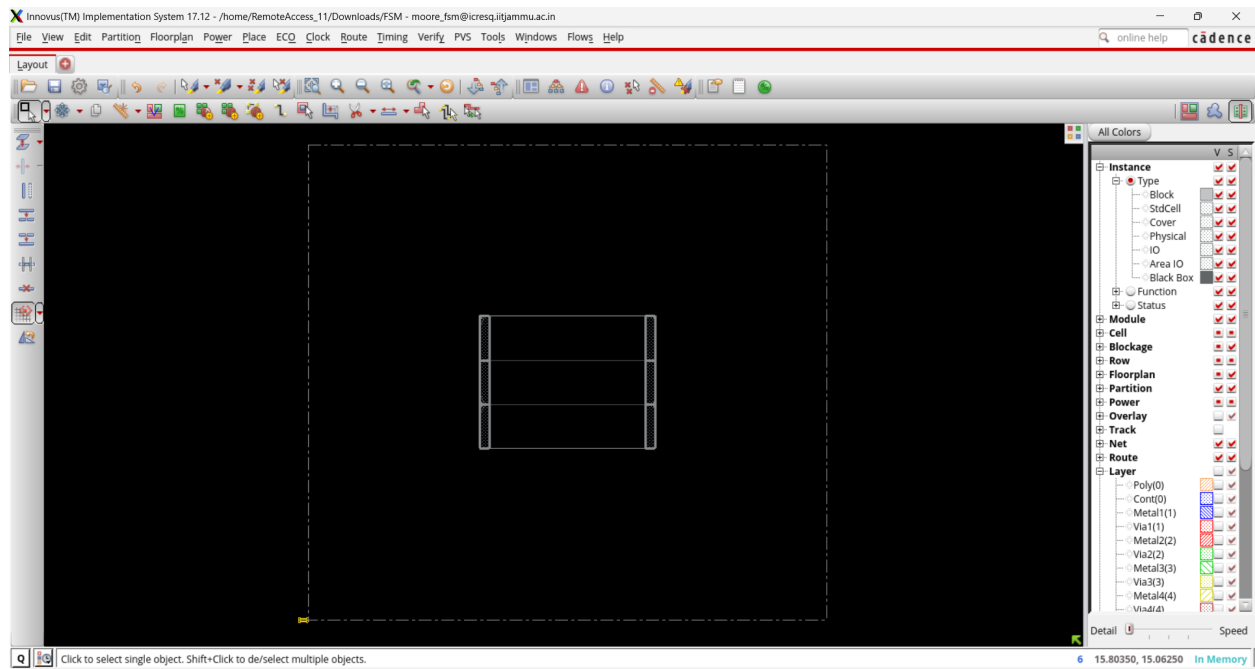 Innovus(TM) Implementation System 17.12 - /home/RemoteAccess_11/Downloads/FSM - moore_fsm@icresq.iitjammu.ac.in
File View Edit Partition Floorplan Power Place ECO Clock Route Timing Verify PVS Tools Windows Flows Help
online help cādence
Layout
All Colors
V S
Instance
Type
Block
StdCell
Cover
Physical
IO
Area IO
Black Box
Function
Status
Module
Cell
Blockage
Row
Floorplan
Partition
Power
Overlay
Track
Net
Route
Layer
Poly(0)
Cont(0)
Metal1(1)
Via1(1)
Metal2(2)
Via2(2)
Metal3(3)
Via3(3)
Metal4(4)
Via4(4)
Detail Speed
Q Click to select single object. Shift+Click to de/select multiple objects. 6 15.80350, 15.06250 In Memory